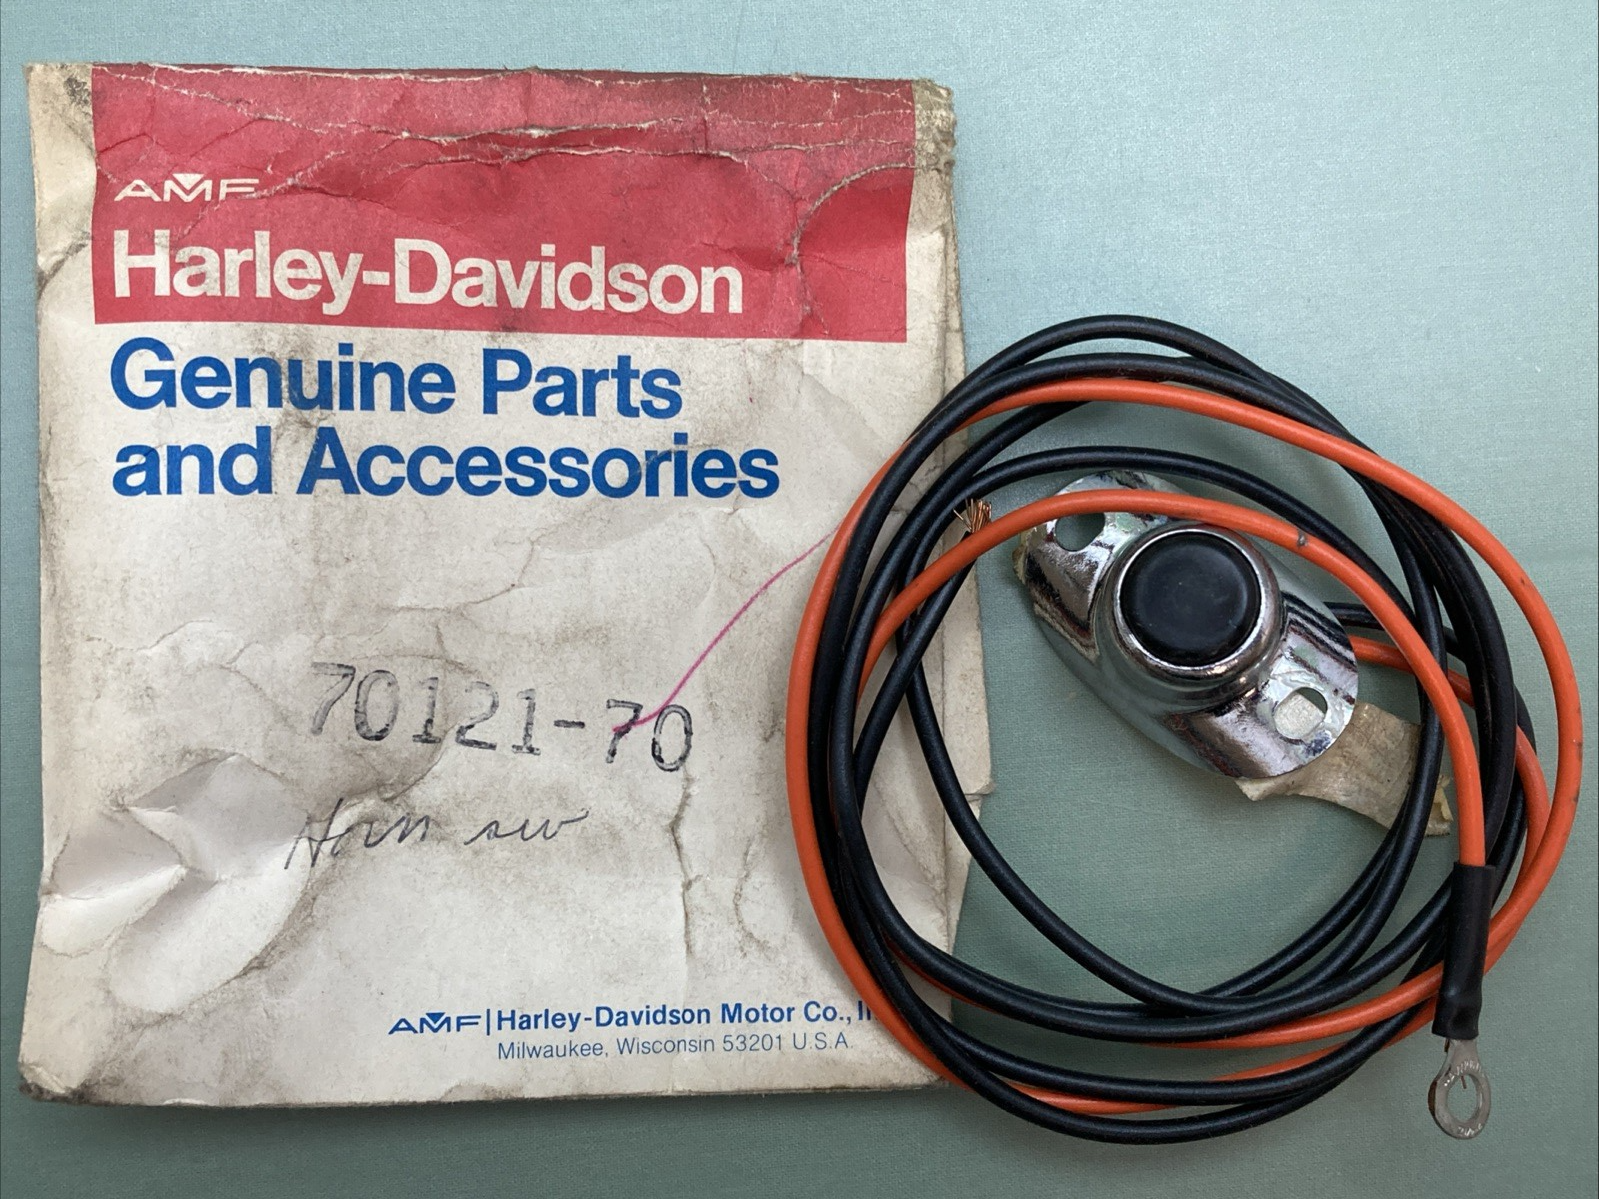 AMF
Harley-Davidson
Genuine Parts
and Accessories
70121-70
Horn sw
AMF | Harley-Davidson Motor Co.,
Milwaukee, Wisconsin 53201 U.S.A.